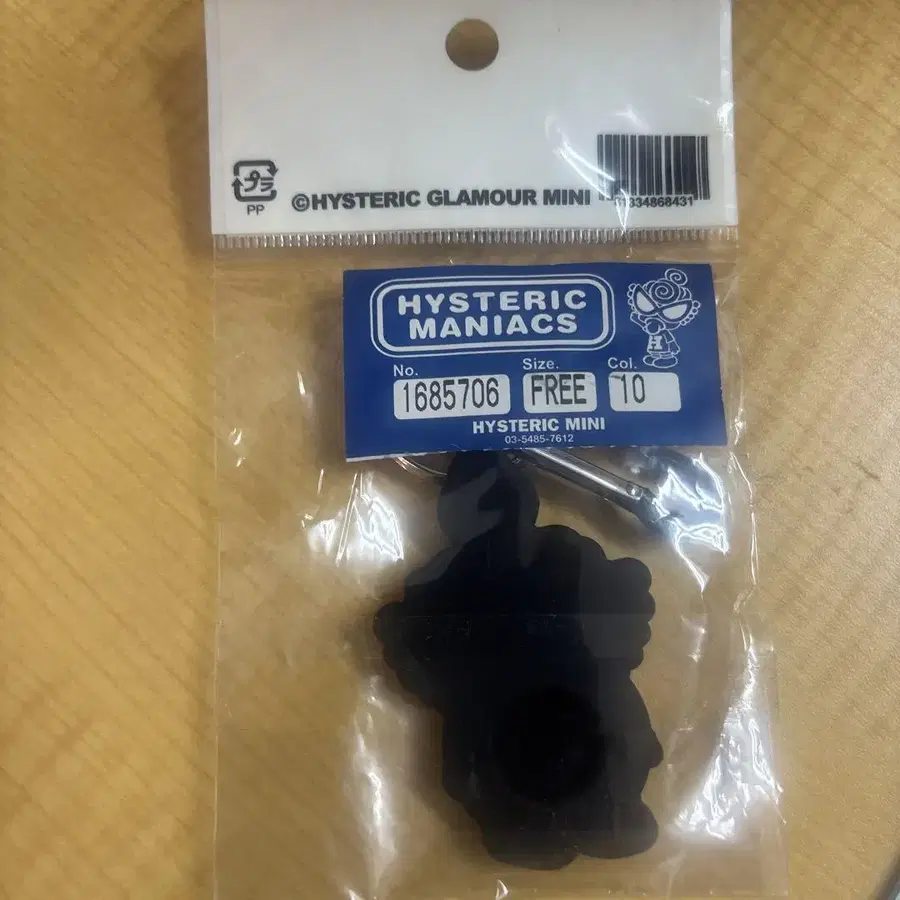 プラ
PP
©HYSTERIC GLAMOUR MINI
HYSTERIC
MANIACS
No. Size. Col.
1685706 FREE 10
HYSTERIC MINI
03-5485-7612